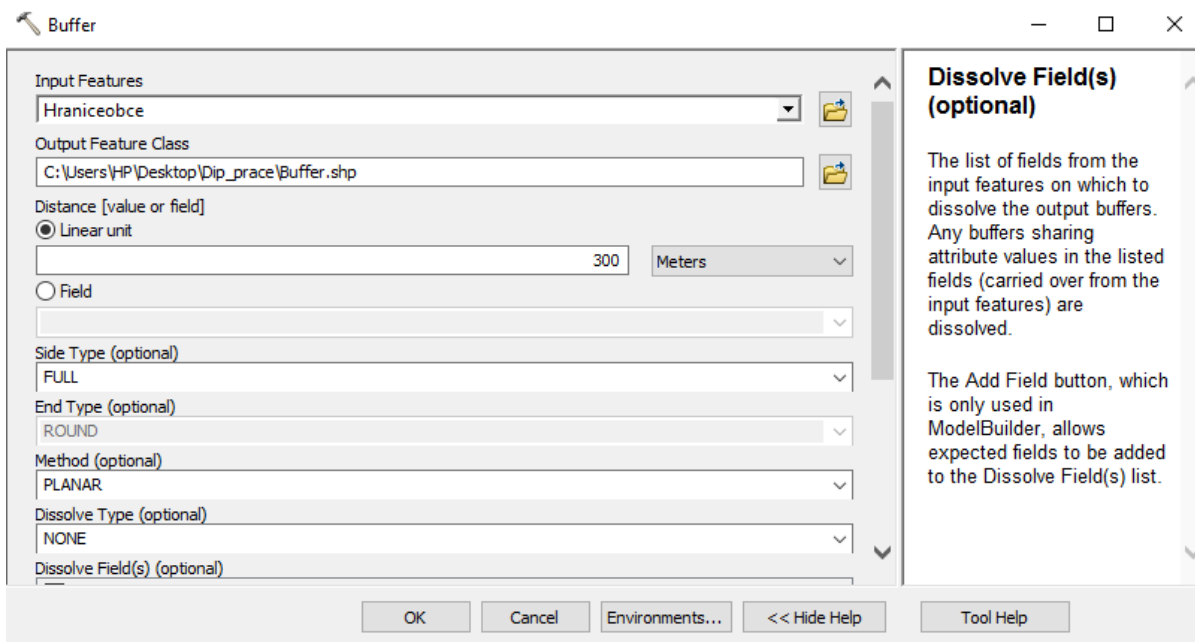 Buffer
Input Features
Hraniceobce
Output Feature Class
C:\Users\HP\Desktop\Dip_prace\Buffer.shp
Distance [value or field]
Linear unit
300 Meters
Field
Side Type (optional)
FULL
End Type (optional)
ROUND
Method (optional)
PLANAR
Dissolve Type (optional)
NONE
Dissolve Field(s) (optional)
Dissolve Field(s)
(optional)
The list of fields from the
input features on which to
dissolve the output buffers.
Any buffers sharing
attribute values in the listed
fields (carried over from the
input features) are
dissolved.
The Add Field button, which
is only used in
ModelBuilder, allows
expected fields to be added
to the Dissolve Field(s) list.
OK Cancel Environments... << Hide Help Tool Help